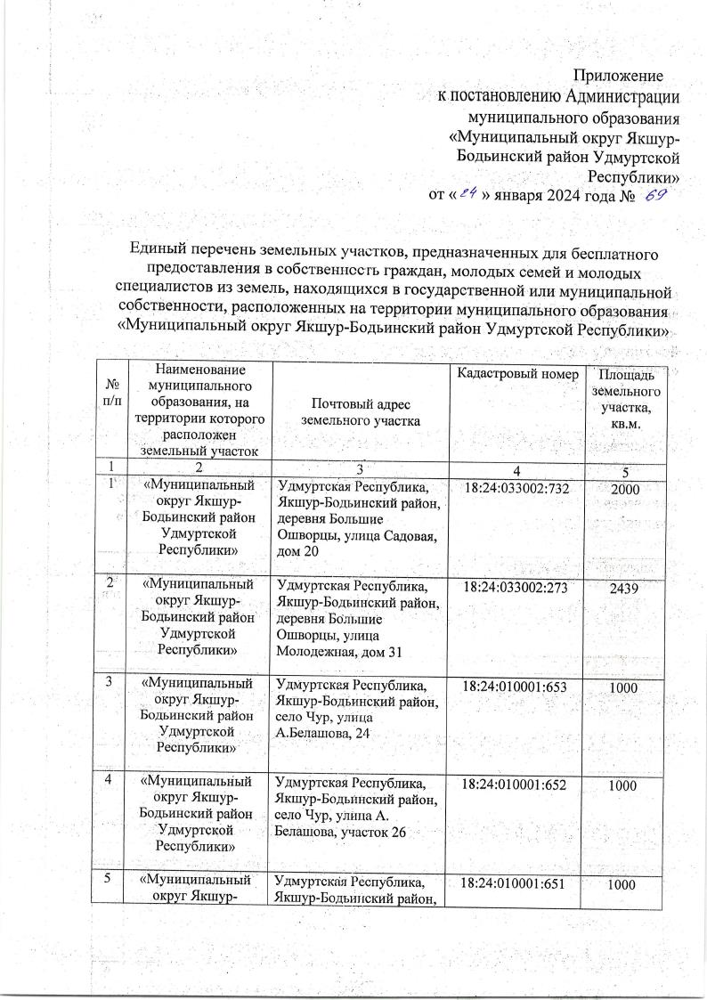 Приложение
к постановлению Администрации
муниципального образования
«Муниципальный округ Якшур-
Бодьинский район Удмуртской
Республики»
от « 24 » января 2024 года № 69
Единый перечень земельных участков, предназначенных для бесплатного
предоставления в собственность граждан, молодых семей и молодых
специалистов из земель, находящихся в государственной или муниципальной
собственности, расположенных на территории муниципального образования
«Муниципальный округ Якшур-Бодьинский район Удмуртской Республики»
№
п/п
Наименование
муниципального
образования, на
территории которого
расположен
земельный участок
Почтовый адрес
земельного участка
Кадастровый номер
Площадь
земельного
участка,
кв.м.
1 2 3 4 5
1
«Муниципальный
округ Якшур-
Бодьинский район
Удмуртской
Республики»
Удмуртская Республика,
Якшур-Бодьинский район,
деревня Большие
Ошворцы, улица Садовая,
дом 20
18:24:033002:732
2000
2
«Муниципальный
округ Якшур-
Бодьинский район
Удмуртской
Республики»
Удмуртская Республика,
Якшур-Бодьинский район,
деревня Большие
Ошворцы, улица
Молодежная, дом 31
18:24:033002:273
2439
3
«Муниципальный
округ Якшур-
Бодьинский район
Удмуртской
Республики»
Удмуртская Республика,
Якшур-Бодьинский район,
село Чур, улица
А.Белашова, 24
18:24:010001:653
1000
4
«Муниципальный
округ Якшур-
Бодьинский район
Удмуртской
Республики»
Удмуртская Республика,
Якшур-Бодьинский район,
село Чур, улица А.
Белашова, участок 26
18:24:010001:652
1000
5
«Муниципальный
округ Якшур-
Удмуртская Республика,
Якшур-Бодьинский район,
18:24:010001:651
1000